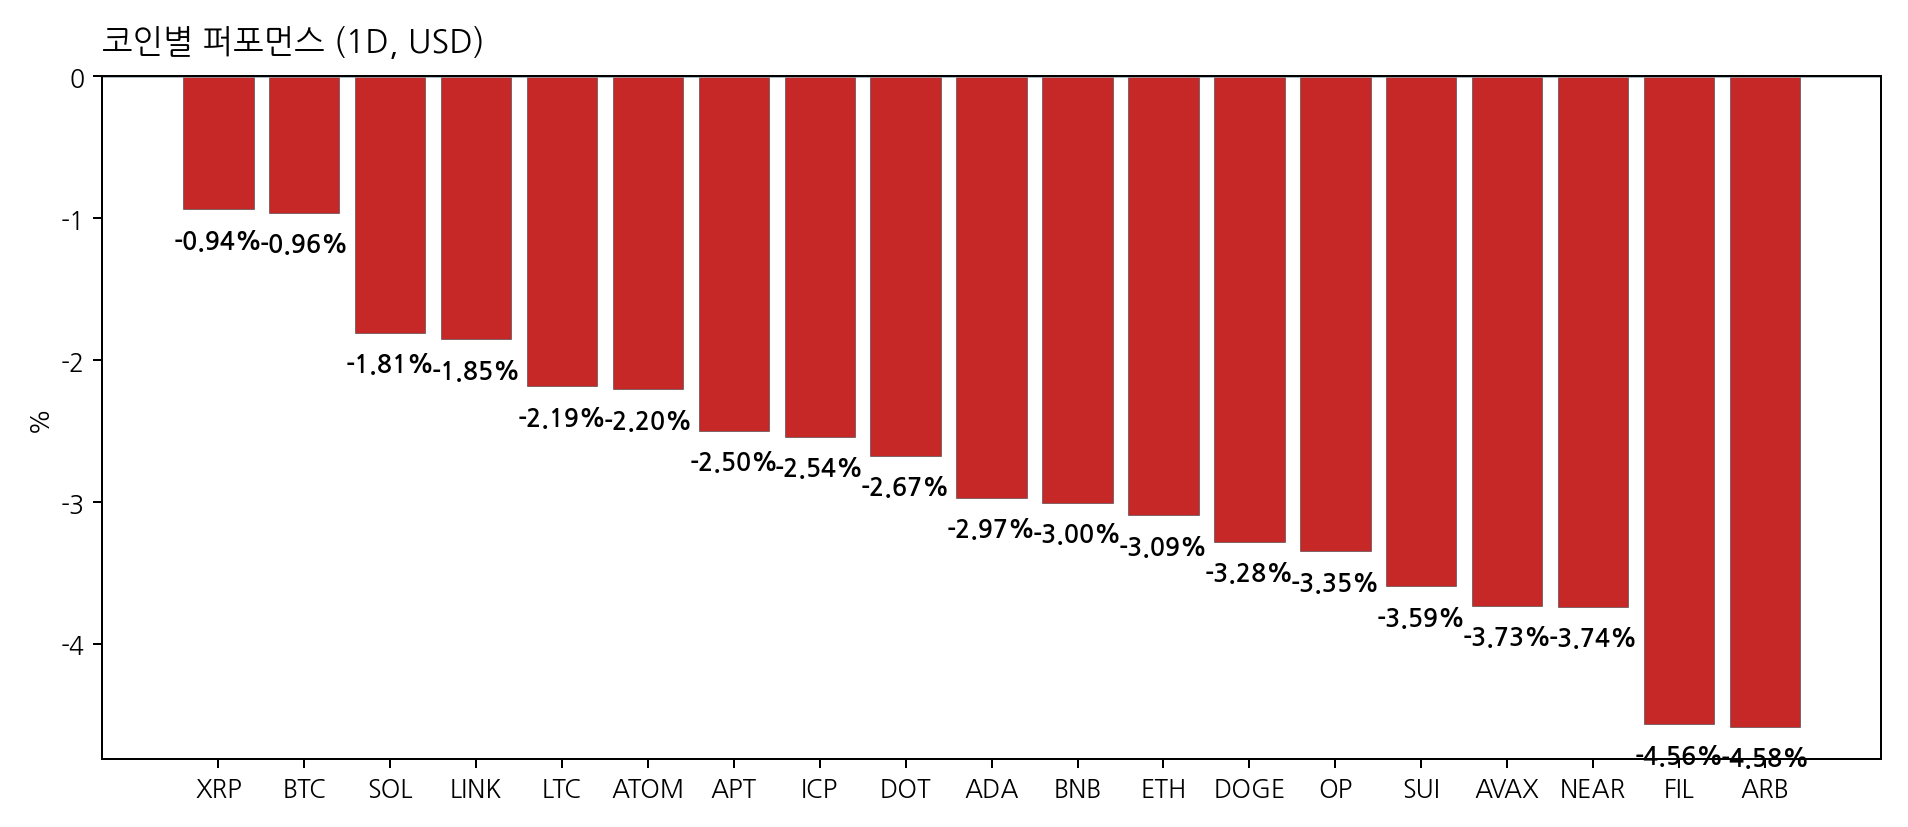 코인별 퍼포먼스 (1D, USD)
%
0
-1
-2
-3
-4
-0.94% -0.96% -1.81% -1.85% -2.19% -2.20% -2.50% -2.54% -2.67% -2.97% -3.00% -3.09% -3.28% -3.35% -3.59% -3.73% -3.74% -4.56% -4.58%
XRP BTC SOL LINK LTC ATOM APT ICP DOT ADA BNB ETH DOGE OP SUI AVAX NEAR FIL ARB